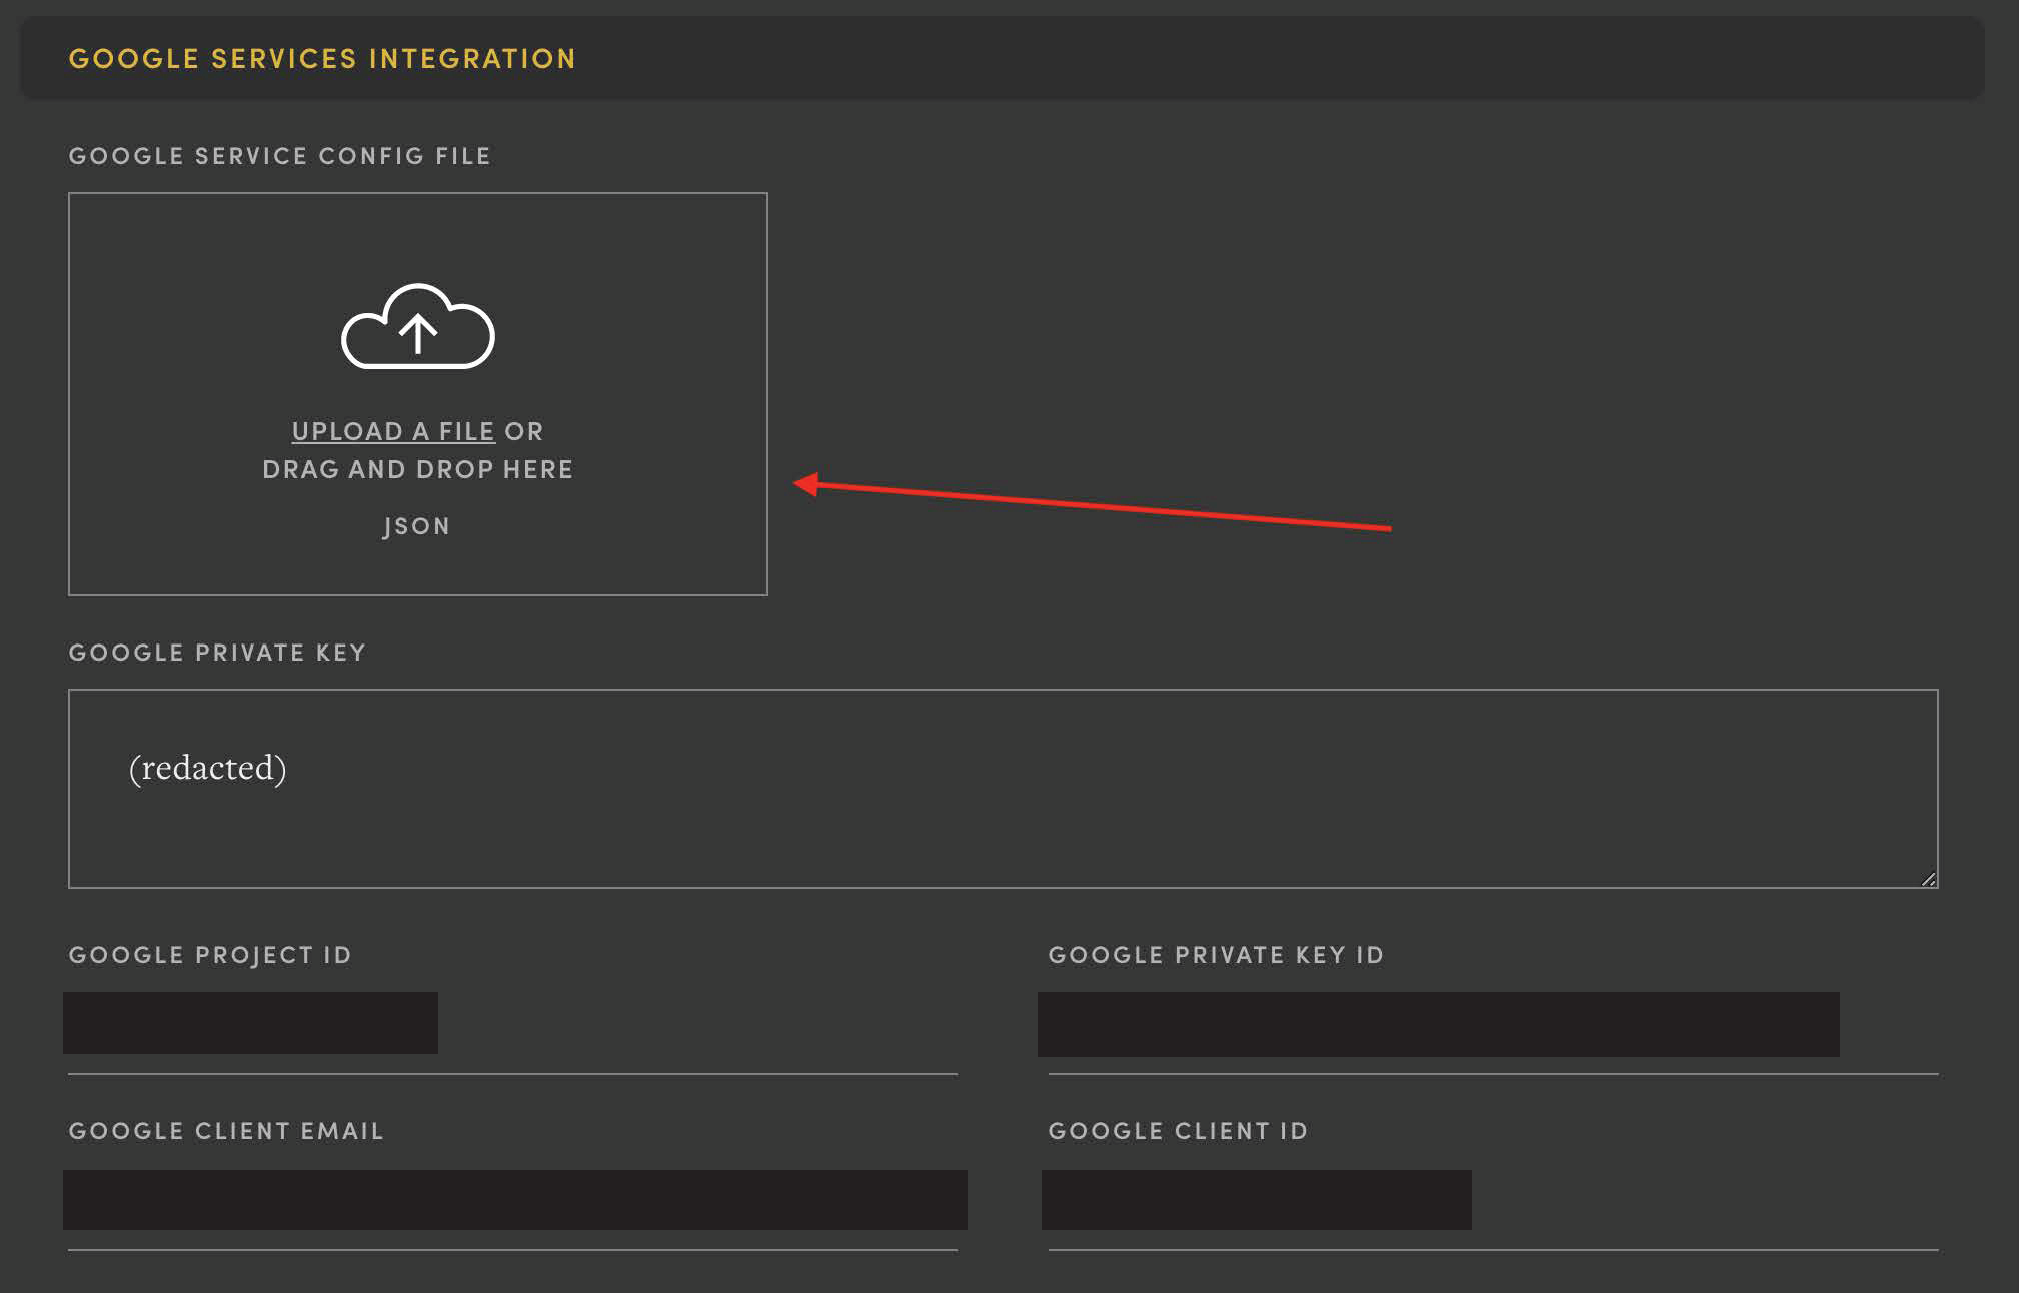 GOOGLE SERVICES INTEGRATION
GOOGLE SERVICE CONFIG FILE
UPLOAD A FILE OR
DRAG AND DROP HERE
JSON
GOOGLE PRIVATE KEY
(redacted)
GOOGLE PROJECT ID
GOOGLE PRIVATE KEY ID
GOOGLE CLIENT EMAIL
GOOGLE CLIENT ID